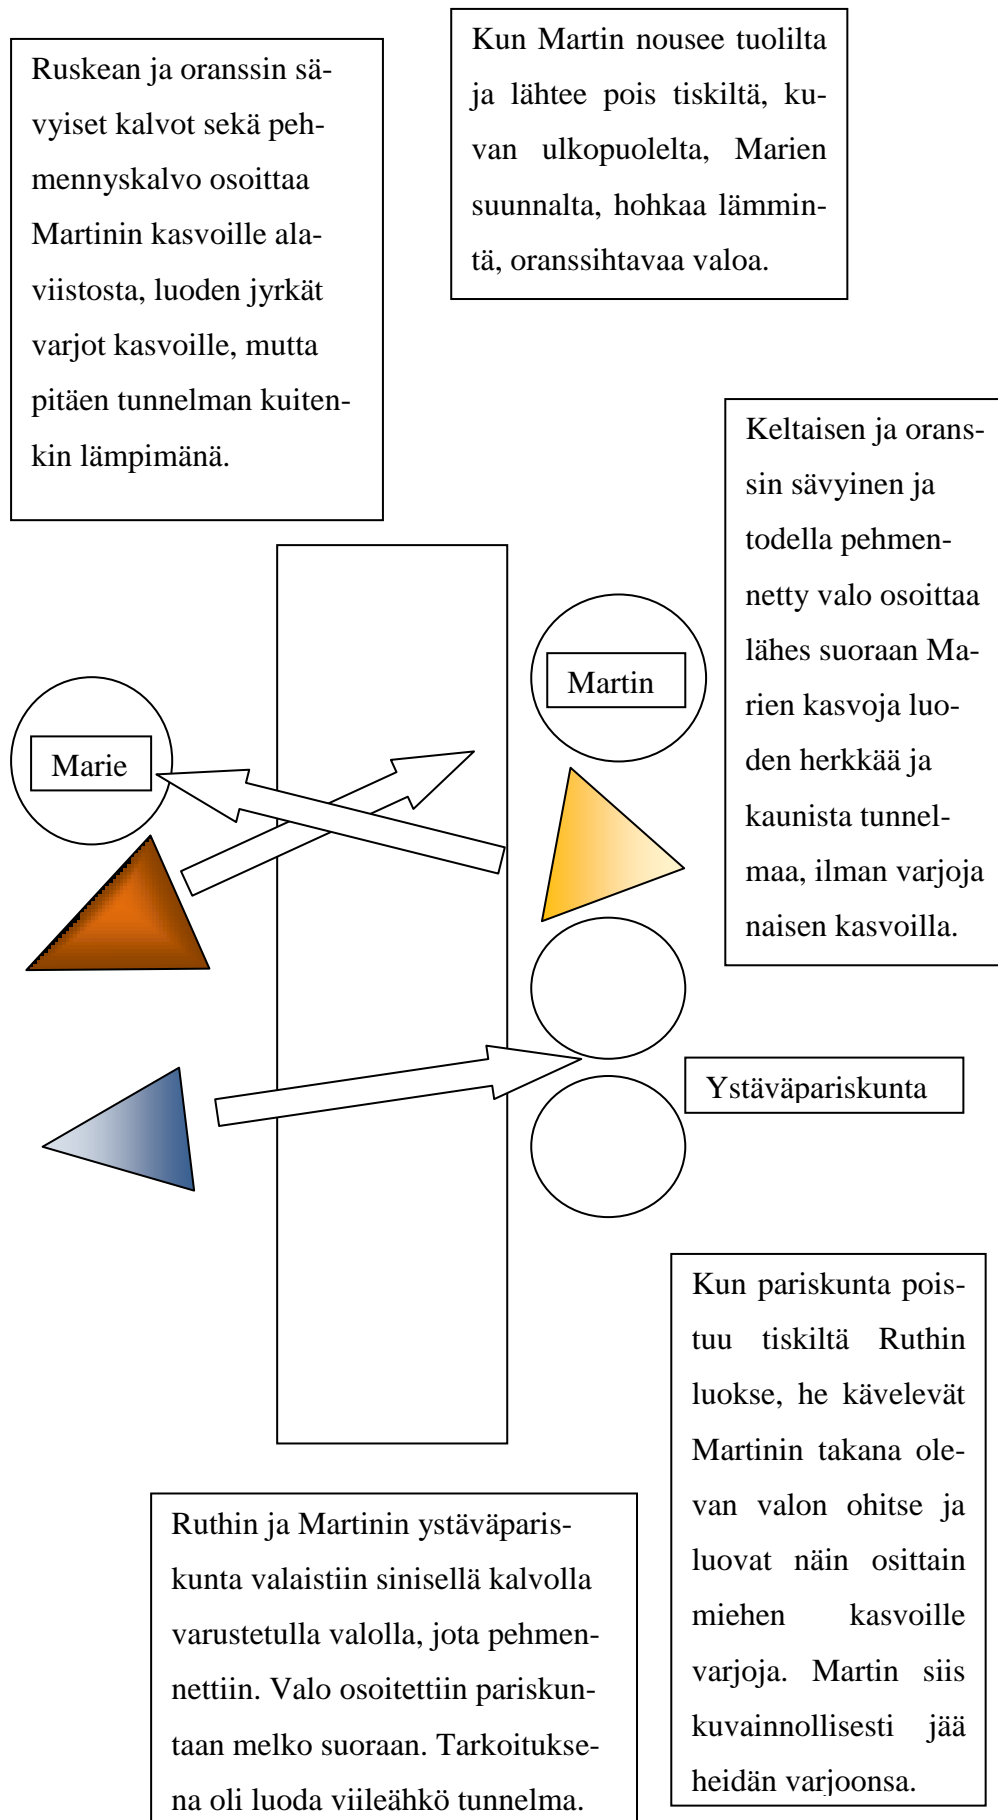 Ruskean ja oranssin sä-
vyiset kalvot sekä peh-
mennyskalvo osoittaa
Martinin kasvoille ala-
viistosta, luoden jyrkät
varjot kasvoille, mutta
pitäen tunnelman kuiten-
kin lämpimänä.
Kun Martin nousee tuolilta
ja lähtee pois tiskiltä, ku-
van ulkopuolelta, Marien
suunnalta, hohkaa lämmin-
tä, oranssihtavaa valoa.
Keltaisen ja orans-
sin sävyinen ja
todella pehmen-
netty valo osoittaa
lähes suoraan Ma-
rien kasvoja luo-
den herkkää ja
kaunista tunnel-
maa, ilman varjoja
naisen kasvoilla.
Martin
Marie
Ystäväpariskunta
Kun pariskunta pois-
tuu tiskiltä Ruthin
luokse, he kävelevät
Martinin takana ole-
van valon ohitse ja
luovat näin osittain
miehen kasvoille
varjoja. Martin siis
kuvainnollisesti jää
heidän varjoonsa.
Ruthin ja Martinin ystäväparis-
kunta valaistiin sinisellä kalvolla
varustetulla valolla, jota pehmen-
nettiin. Valo osoitettiin pariskun-
taan melko suoraan. Tarkoitukse-
na oli luoda viileähkö tunnelma.